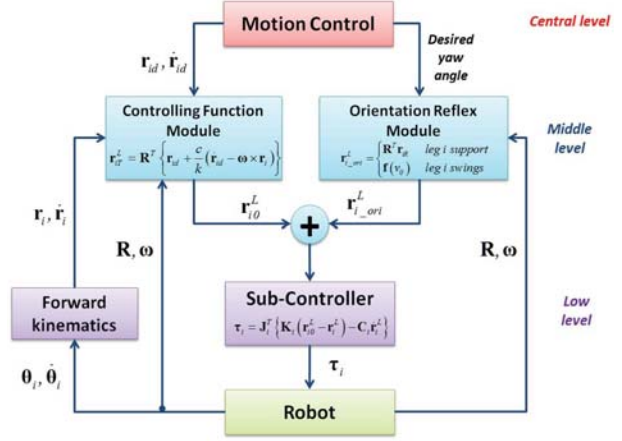 Motion Control
Central level
r_id, ṙ_id
Desired
yaw
angle
Controlling Function
Module
r_iT^L = R^T { r_id + c/k ( ṙ_id − ω × r_i ) }
Orientation Reflex
Module
r_i_ori^L = { R^T r_iR leg i support
f(v_0) leg i swings
Middle
level
r_i0^L
+
r_i_ori^L
r_i, ṙ_i
R, ω
R, ω
Forward
kinematics
Sub-Controller
τ_i = J_i^T { K_i ( r_i0^L − r_i^L ) − C_i ṙ_i^L }
Low
level
τ_i
θ_i, θ̇_i
Robot